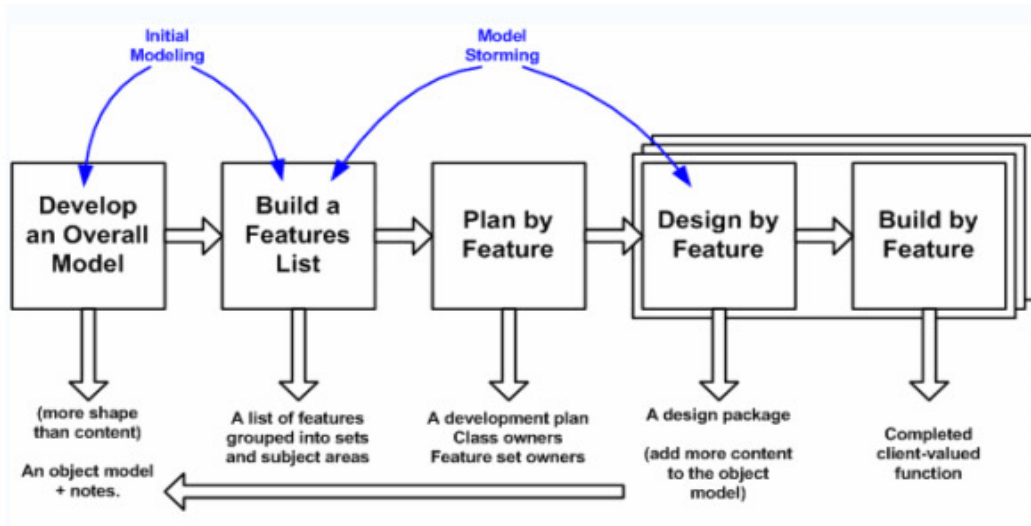 Initial
Modeling
Model
Storming
Develop
an Overall
Model
Build a
Features
List
Plan by
Feature
Design by
Feature
Build by
Feature
(more shape
than content)
An object model
+ notes.
A list of features
grouped into sets
and subject areas
A development plan
Class owners
Feature set owners
A design package
(add more content
to the object
model)
Completed
client-valued
function